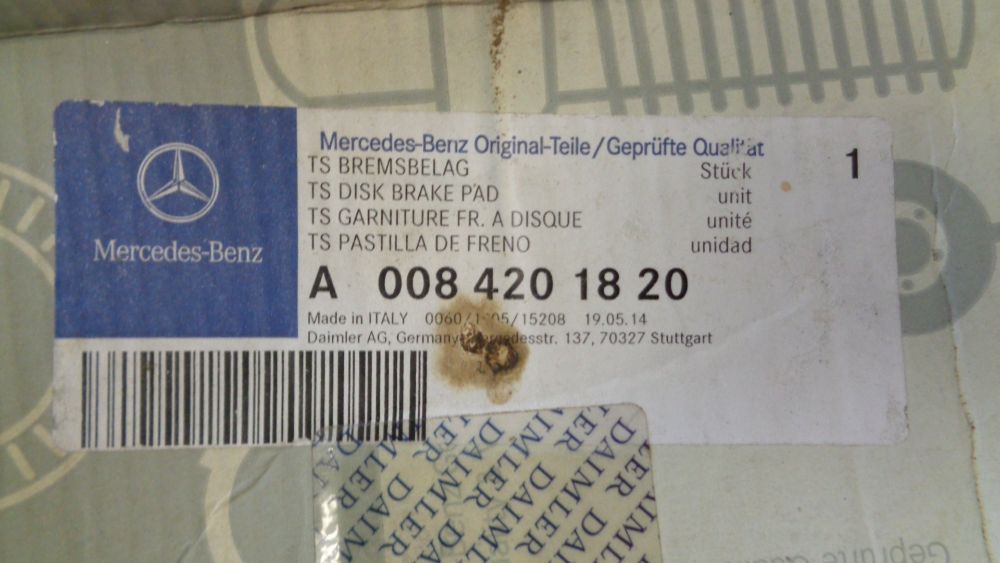 Mercedes-Benz
Mercedes-Benz Original-Teile/Geprüfte Qualität
TS BREMSBELAG Stück 1
TS DISK BRAKE PAD unit
TS GARNITURE FR. A DISQUE unité
TS PASTILLA DE FRENO unidad
A 008 420 18 20
Made in ITALY 19.05.14
Daimler AG, Germany 137, 70327 Stuttgart
DAIMLER DAIMLER DAIMLER DAIMLER
Geprüfte